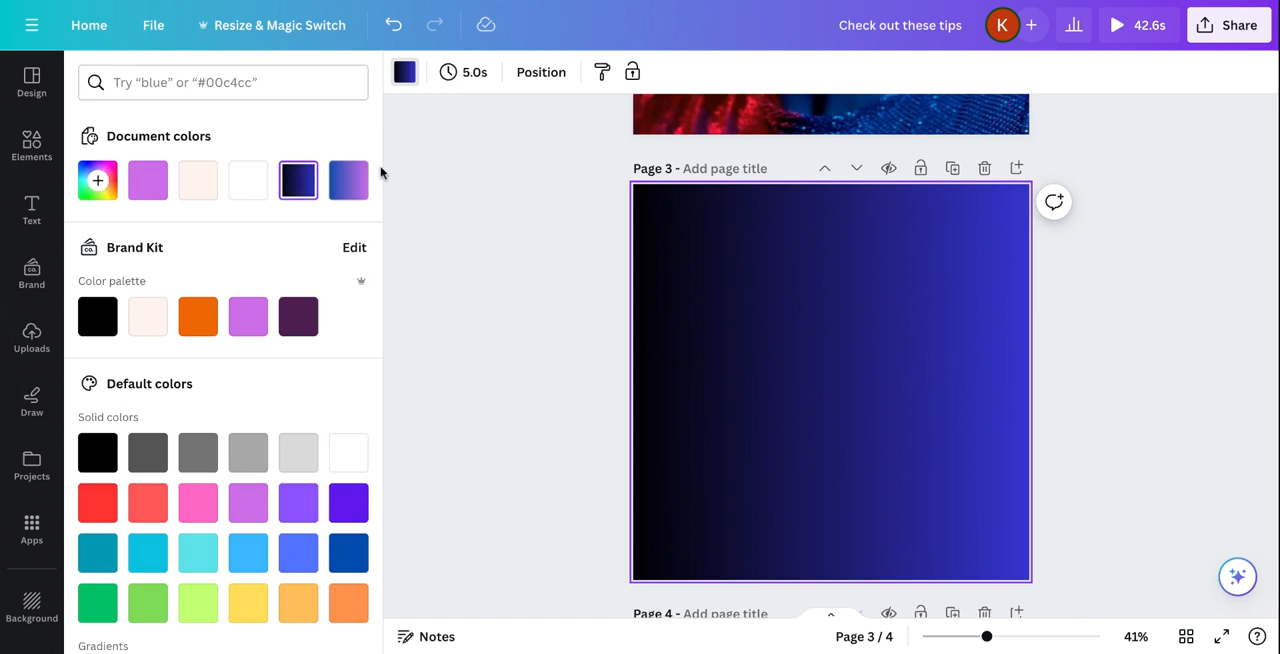 Home File Resize & Magic Switch Check out these tips K + 42.6s Share
Design
Elements
Text
Brand
Uploads
Draw
Projects
Apps
Background
Try “blue” or “#00c4cc”
Document colors
Brand Kit Edit
CO.
Color palette
Default colors
Solid colors
Gradients
5.0s Position
Page 3 - Add page title
Page 4 - Add page title
Notes Page 3 / 4 41%